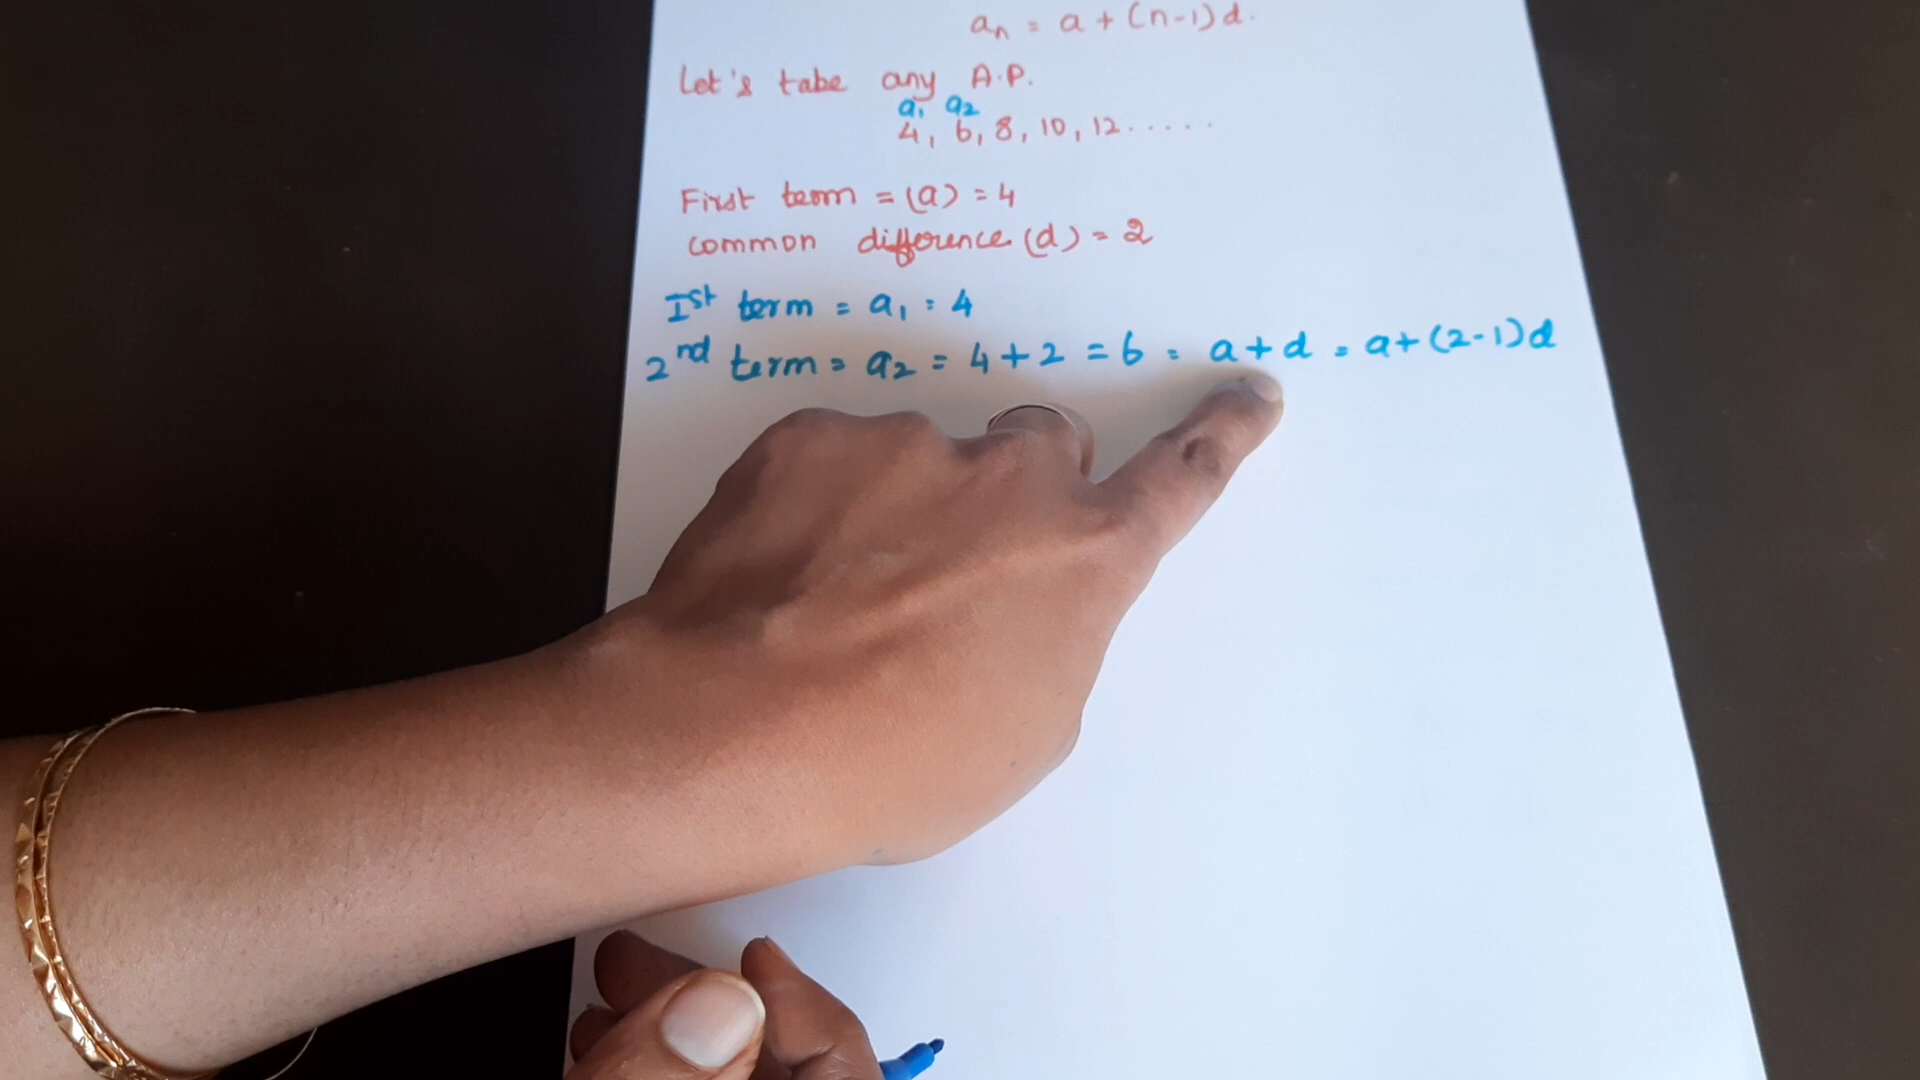 aₙ = a + (n-1)d.
Let's take any A.P.
a₁ a₂
4, 6, 8, 10, 12.....
First term = (a) = 4
common difference (d) = 2
Ist term = a₁ = 4
2nd term = a₂ = 4+2 = 6 = a+d = a+(2-1)d